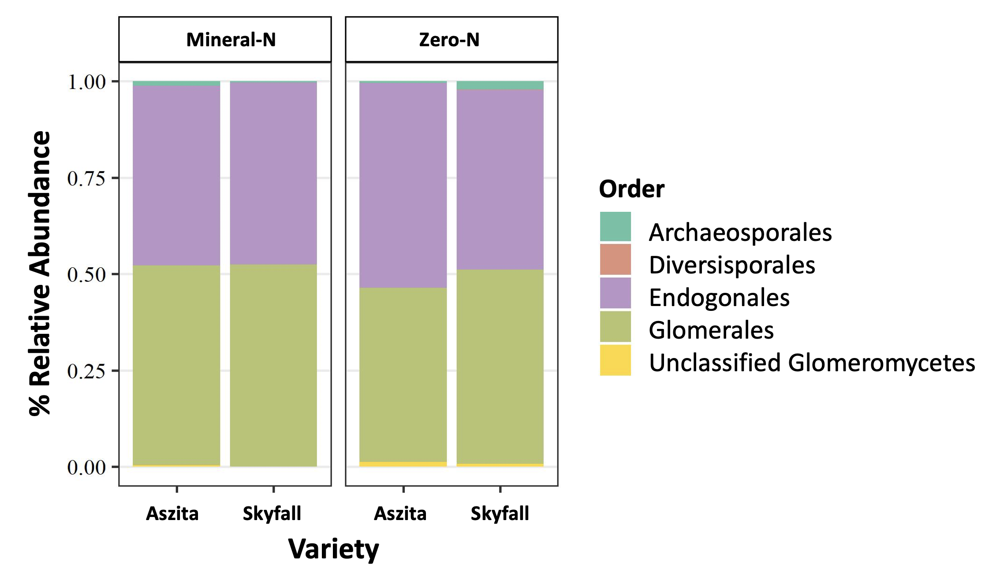 Mineral-N
Zero-N
% Relative Abundance
1.00
0.75
0.50
0.25
0.00
Aszita
Skyfall
Aszita
Skyfall
Variety
Order
Archaeosporales
Diversisporales
Endogonales
Glomerales
Unclassified Glomeromycetes